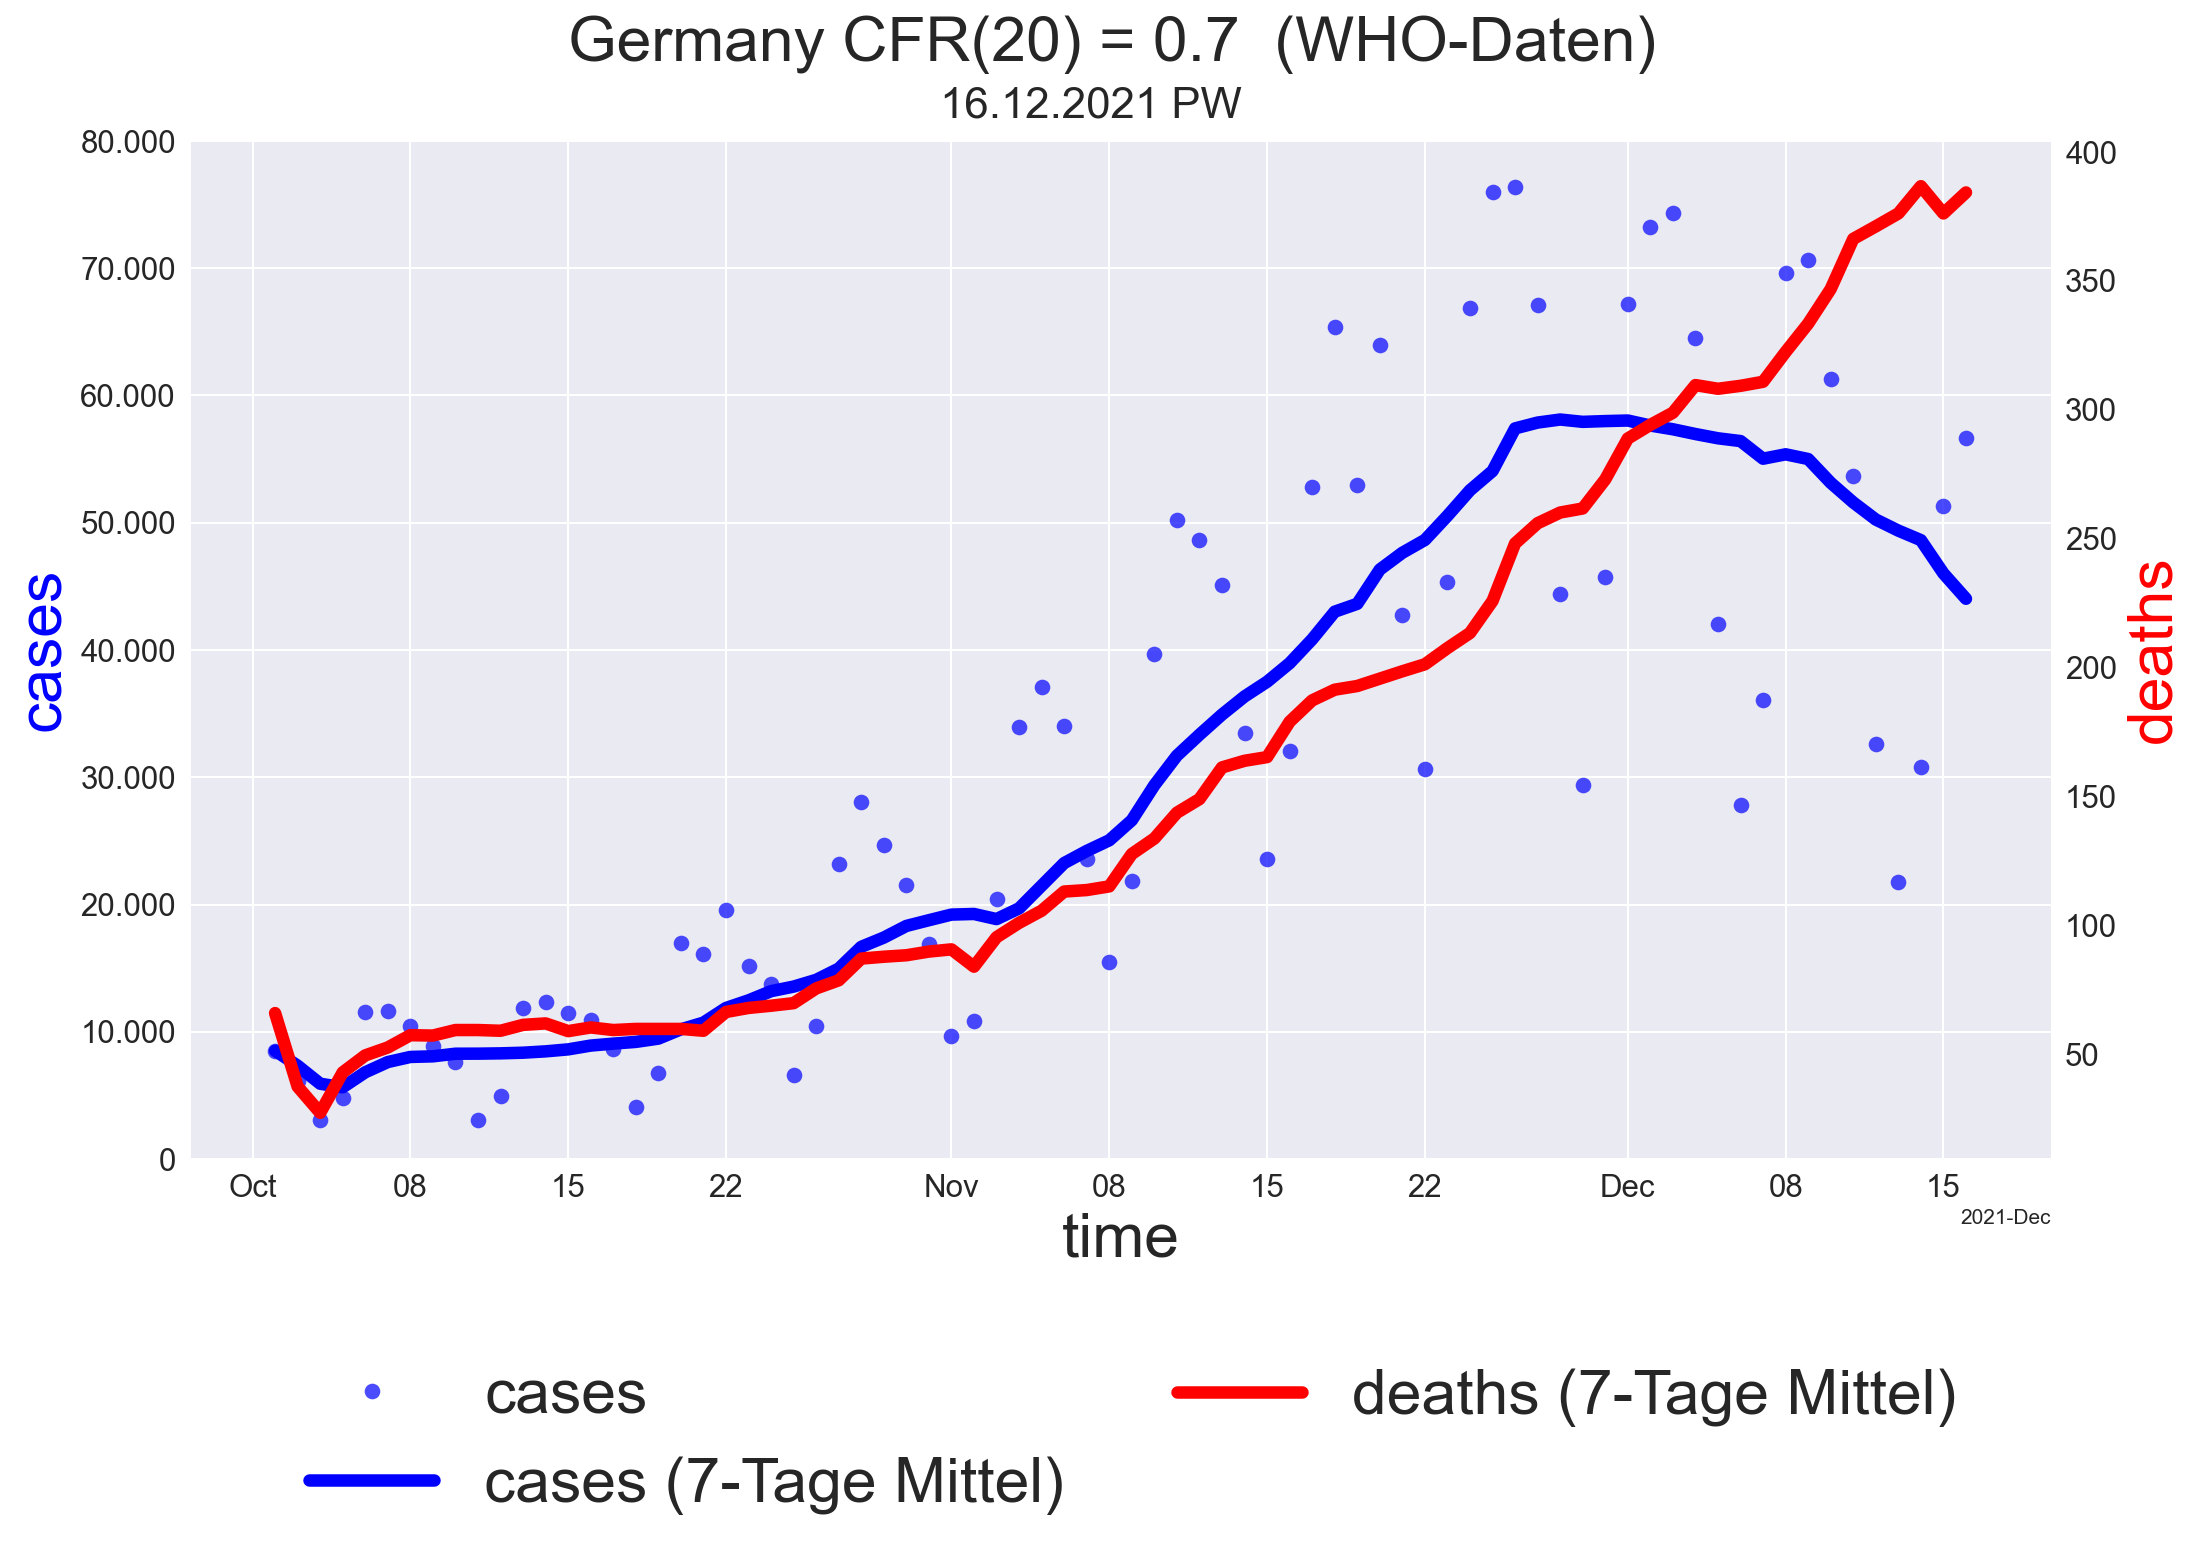 Germany CFR(20) = 0.7  (WHO-Daten)
16.12.2021 PW
80.000
70.000
60.000
50.000
40.000
30.000
20.000
10.000
0
cases
400
350
300
250
200
150
100
50
deaths
Oct 08 15 22 Nov 08 15 22 Dec 08 15
2021-Dec
time
cases
cases (7-Tage Mittel)
deaths (7-Tage Mittel)